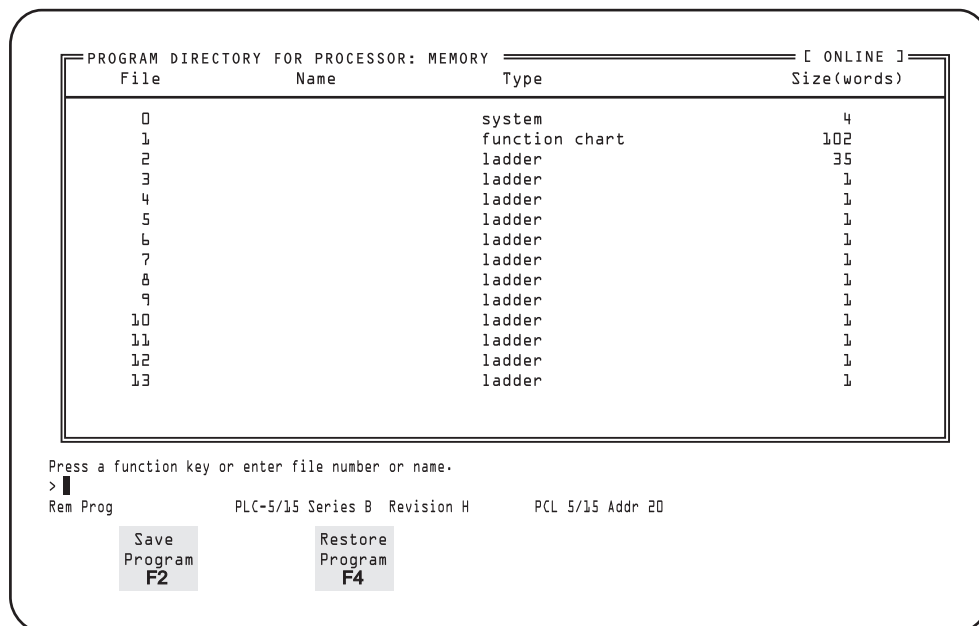 PROGRAM DIRECTORY FOR PROCESSOR: MEMORY [ ONLINE ]
File Name Type Size(words)
0 system 4
1 function chart 102
2 ladder 35
3 ladder 1
4 ladder 1
5 ladder 1
6 ladder 1
7 ladder 1
8 ladder 1
9 ladder 1
10 ladder 1
11 ladder 1
12 ladder 1
13 ladder 1
Press a function key or enter file number or name.
>
Rem Prog PLC-5/15 Series B Revision H PCL 5/15 Addr 20
Save Program F2
Restore Program F4